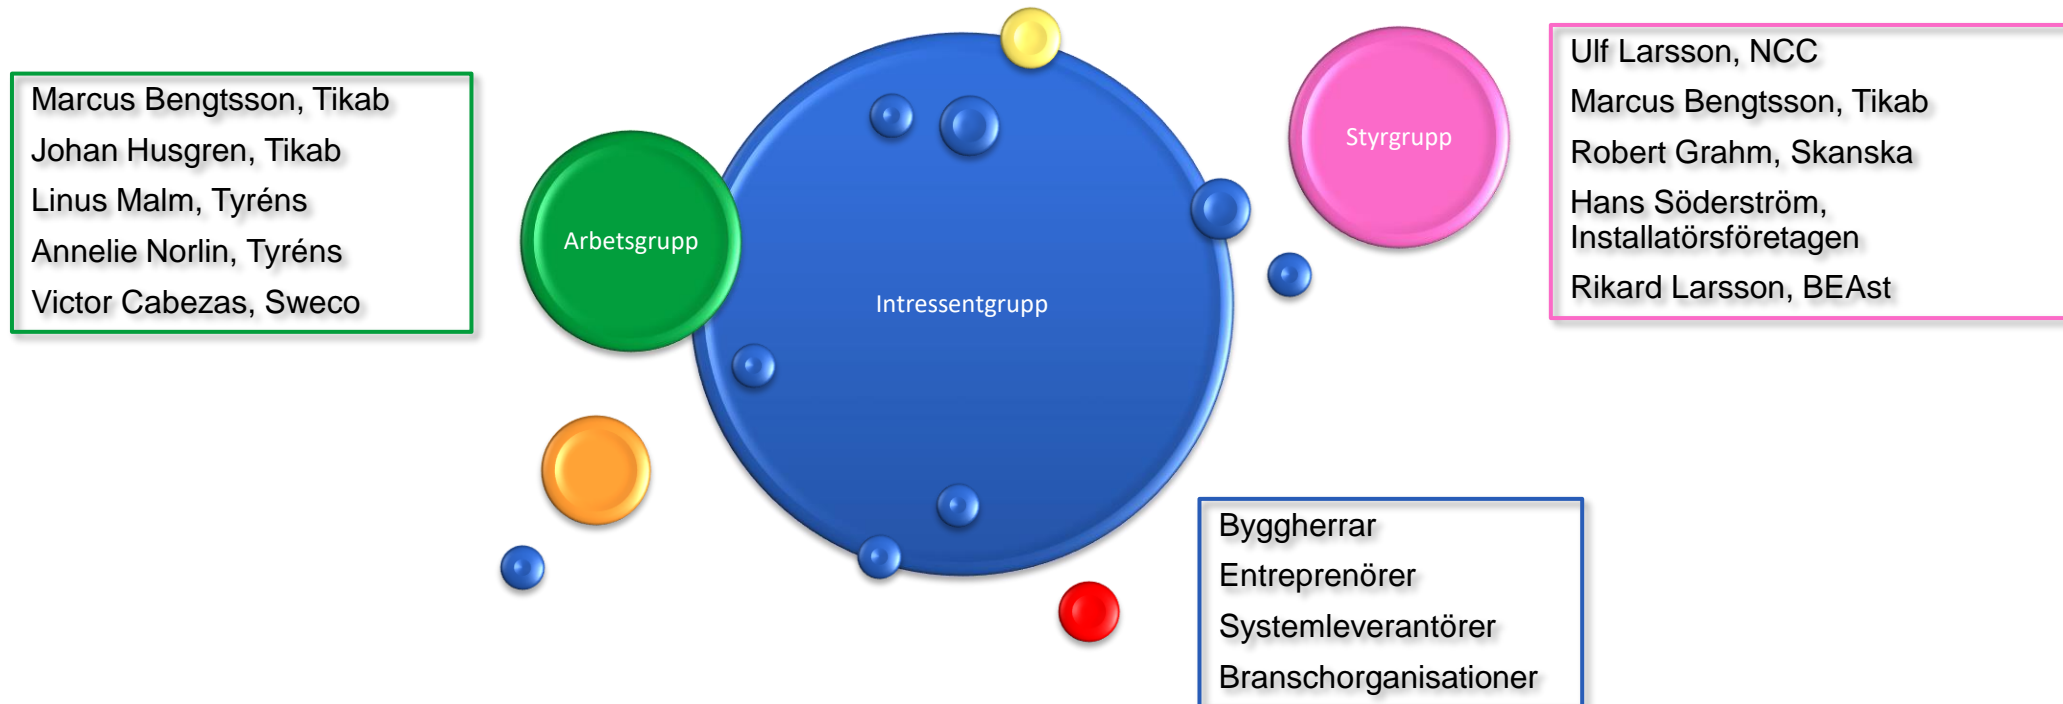 Marcus Bengtsson, Tikab
Johan Husgren, Tikab
Linus Malm, Tyréns
Annelie Norlin, Tyréns
Victor Cabezas, Sweco
Arbetsgrupp
Intressentgrupp
Styrgrupp
Ulf Larsson, NCC
Marcus Bengtsson, Tikab
Robert Grahm, Skanska
Hans Söderström,
Installatörsföretagen
Rikard Larsson, BEAst
Byggherrar
Entreprenörer
Systemleverantörer
Branschorganisationer